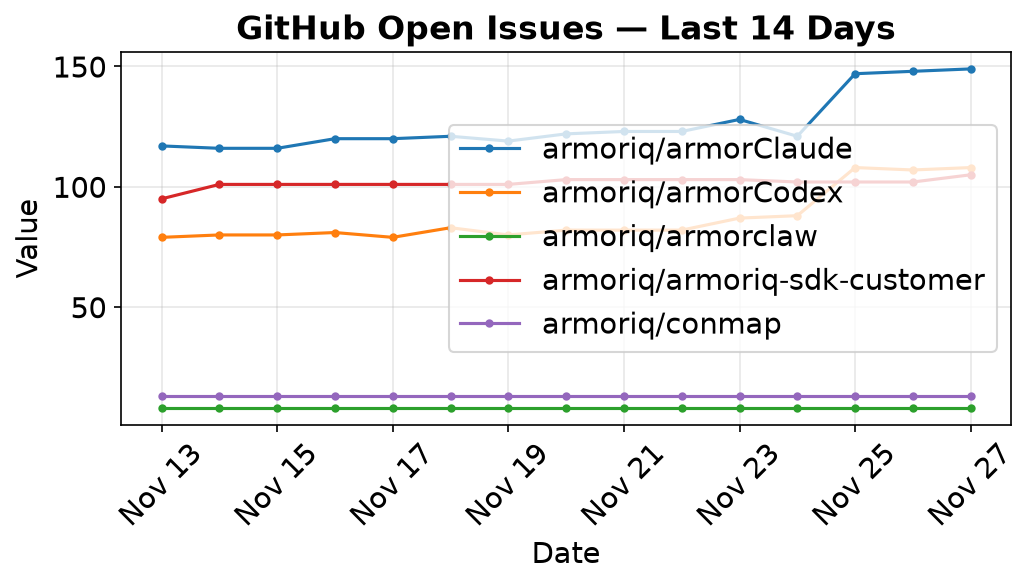 GitHub Open Issues — Last 14 Days
Value
150
100
50
armoriq/armorClaude
armoriq/armorCodex
armoriq/armorclaw
armoriq/armoriq-sdk-customer
armoriq/conmap
Nov 13
Nov 15
Nov 17
Nov 19
Nov 21
Nov 23
Nov 25
Nov 27
Date